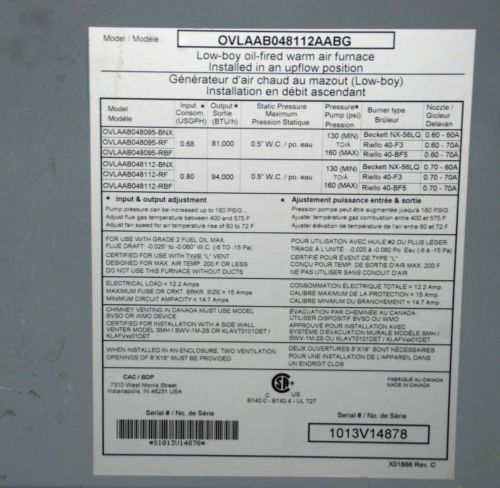 Model / Modèle : OVLAAB048112AABG
Low-boy oil-fired warm air furnace
Installed in an upflow position
Générateur d'air chaud au mazout (Low-boy)
Installation en débit ascendant
Model Modèle | Input * Consom. (USGPH) | Output* Sortie (BTU/h) | Static Pressure Maximum Pression Statique | Pressure* Pump (psi) Pression | Burner type Brûleur | Nozzle / Gicleur Delavan
OVLAAB048095-BNX | 0.68 | 81,000 | 0.5" W.C. / po. eau | 130 (MIN) TO/A 160 (MAX) | Beckett NX-56LQ | 0.60 - 60A
OVLAAB048095-RF | Riello 40-F3 | 0.60 - 60A
OVLAAB048095-RBF | Riello 40-BF5 | 0.60 - 60A
OVLAAB048112-BNX | 0.80 | 94,000 | 0.5" W.C. / po. eau | 130 (MIN) TO/A 160 (MAX) | Beckett NX-56LQ | 0.70 - 60A
OVLAAB048112-RF | Riello 40-F3 | 0.70 - 70A
OVLAAB048112-RBF | Riello 40-BF5 | 0.70 - 70A
* Input & output adjustment
Pump pressure can be increased up to 160 PSIG
Adjust flue gas temperature between 400 and 575 F
Adjust fan speed for air temperature rise of 60 to 72 F
* Ajustement puissance entrée & sortie
Pression pompe peut être augmentée jusqu'à 160 PSIG
Ajuster température gaz combustion entre 400 et 575 F
Ajuster élévation de température de l'air entre 60 et 72 F
FOR USE WITH GRADE 2 FUEL OIL MAX.
FLUE DRAFT: -0.025" to -0.060" W.C. (-6 TO -15 Pa)
CERTIFIED FOR USE WITH TYPE "L" VENT
DESIGNED FOR MAX. AIR TEMP. 200 F OR LESS
DO NOT USE THIS FURNACE WITHOUT DUCTS
POUR UTILISATION AVEC HUILE #2 OU PLUS LÉGER
TIRAGE À L'UNITÉ : -0.025 à -0.060 Po. Eau (-6 à -15 Pa)
CERTIFIÉ POUR ÉVENT DE TYPE "L"
CONÇU POUR TEMP. DE SORTIE D'AIR MAX. 200 F
NE PAS UTILISER SANS CONDUIT D'AIR
ELECTRICAL LOAD = 12.2 Amps
MAXIMUM FUSE OR CRKT. BRKR. SIZE = 15 Amps
MINIMUM CIRCUIT AMPACITY = 14.7 Amps
CONSOMMATION ÉLECTRIQUE TOTALE = 12.2 Amp.
CALIBRE MAXIMAL DE LA PROTECTION = 15 Amp.
CALIBRE MINIMAL DU BRANCHEMENT = 14.7 Amp.
CHIMNEY VENTING IN CANADA MUST USE MODEL
BVSO OR WMO DEVICE
CERTIFIED FOR INSTALLATION WITH A SIDE WALL
VENTER MODEL SMH / SWV-1M-2S OR KLAVT0101DET /
KLAFVxx01DET
ÉVACUATION PAR CHEMINÉE AU CANADA
UTILISER DISPOSITIF BVSO OU WMO
APPROUVÉ POUR INSTALLATION AVEC
SYSTÈME D'ÉVACUATION MURALE MODÈLE SMH /
SWV-1M-2S OU KLAVT0101DET / KLAFVxx01DET
WHEN INSTALLED IN AN ENCLOSURE, TWO VENTILATION
OPENINGS OF 8"X16" MUST BE PROVIDED
DEUX OUVERTURES 8"X16" SONT NÉCESSAIRES
POUR L'INSTALLATION DE L'APPAREIL DANS
UN ENDROIT CLOS
CAC / BDP
7310 West Morris Street
Indianapolis, IN 46231 USA
C US
B140.0 - B140.4 - UL 727
FABRIQUÉ AU CANADA
MADE IN CANADA
Serial # / No. de Série
*S1013V14878*
Serial # / No. de Série
1013V14878
X01666 Rev. C